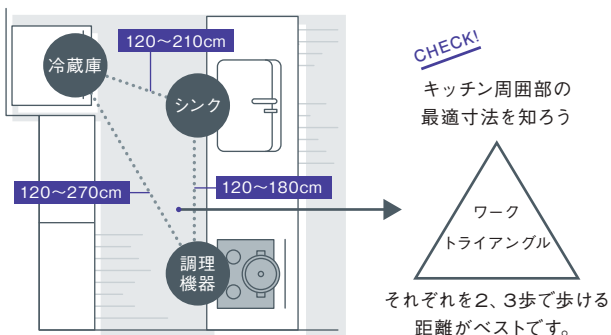 120〜210cm
冷蔵庫
シンク
120〜270cm
120〜180cm
調理
機器
CHECK!
キッチン周囲部の
最適寸法を知ろう
ワーク
トライアングル
それぞれを2、3歩で歩ける
距離がベストです。